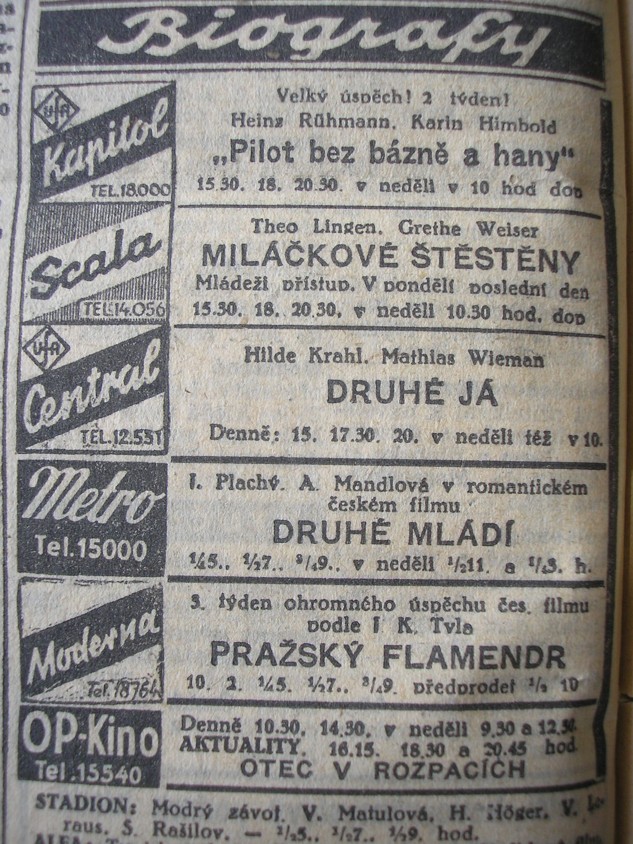 Biografy
UFA
Kapitol
TEL.18.000
Velký úspěch! 2 týden!
Heinz Rühmann, Karin Himbold
„Pilot bez bázně a hany"
15.30. 18. 20.30. v neděli v 10 hod dop
Scala
TEL.14.056
Theo Lingen. Grethe Weiser
MILÁČKOVÉ ŠTĚSTĚNY
Mládeži přístup. V pondělí poslední den
15.30. 18. 20.30. v neděli 10.30 hod. dop
UFA
Central
TEL.12.551
Hilde Krahl. Mathias Wieman
DRUHÉ JÁ
Denně: 15. 17.30. 20. v neděli též v 10.
Metro
Tel.15000
J. Plachý. A. Mandlová v romantickém
českém filmu
DRUHÉ MLÁDÍ
¼5., ½7., ¾9., v neděli ½11. a ¼3. h.
Moderna
Tel.18764
3. týden ohromného úspěchu čes. filmu
podle J. K. Tyla
PRAŽSKÝ FLAMENDR
10. 2. ¼5. ½7., ¾9. předprodej ½ 10
OP-Kino
Tel.15540
Denně 10.30, 14.30, v neděli 9.30 a 12.30.
AKTUALITY. 16.15. 18.30 a 20.45 hod.
OTEC V ROZPACÍCH
STADION: Modrý závoj. V. Matulová, H. Höger, V.
raus, S. Rašilov. — ½5., ½7., ½9. hod.